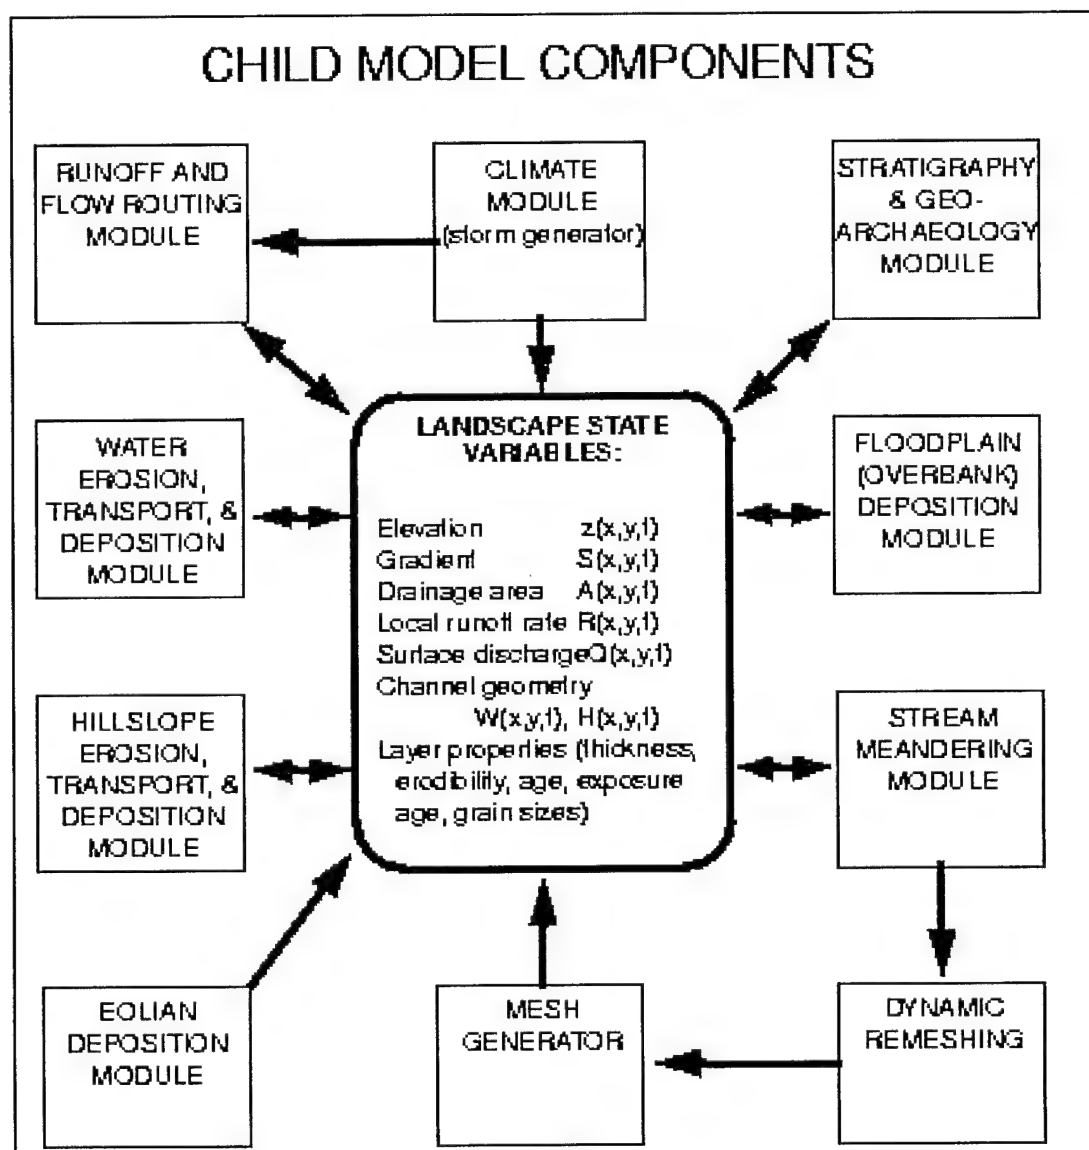 CHILD MODEL COMPONENTS
RUNOFF AND
FLOW ROUTING
MODULE
CLIMATE
MODULE
(storm generator)
STRATIGRAPHY
& GEO-
ARCHAEOLOGY
MODULE
WATER
EROSION,
TRANSPORT, &
DEPOSITION
MODULE
LANDSCAPE STATE
VARIABLES:
Elevation z(x,y,t)
Gradient S(x,y,t)
Drainage area A(x,y,t)
Local runoff rate R(x,y,t)
Surface discharge Q(x,y,t)
Channel geometry
W(x,y,t), H(x,y,t)
Layer properties (thickness,
erodibility, age, exposure
age, grain sizes)
FLOODPLAIN
(OVERBANK)
DEPOSITION
MODULE
HILLSLOPE
EROSION,
TRANSPORT, &
DEPOSITION
MODULE
STREAM
MEANDERING
MODULE
EOLIAN
DEPOSITION
MODULE
MESH
GENERATOR
DYNAMIC
REMESHING